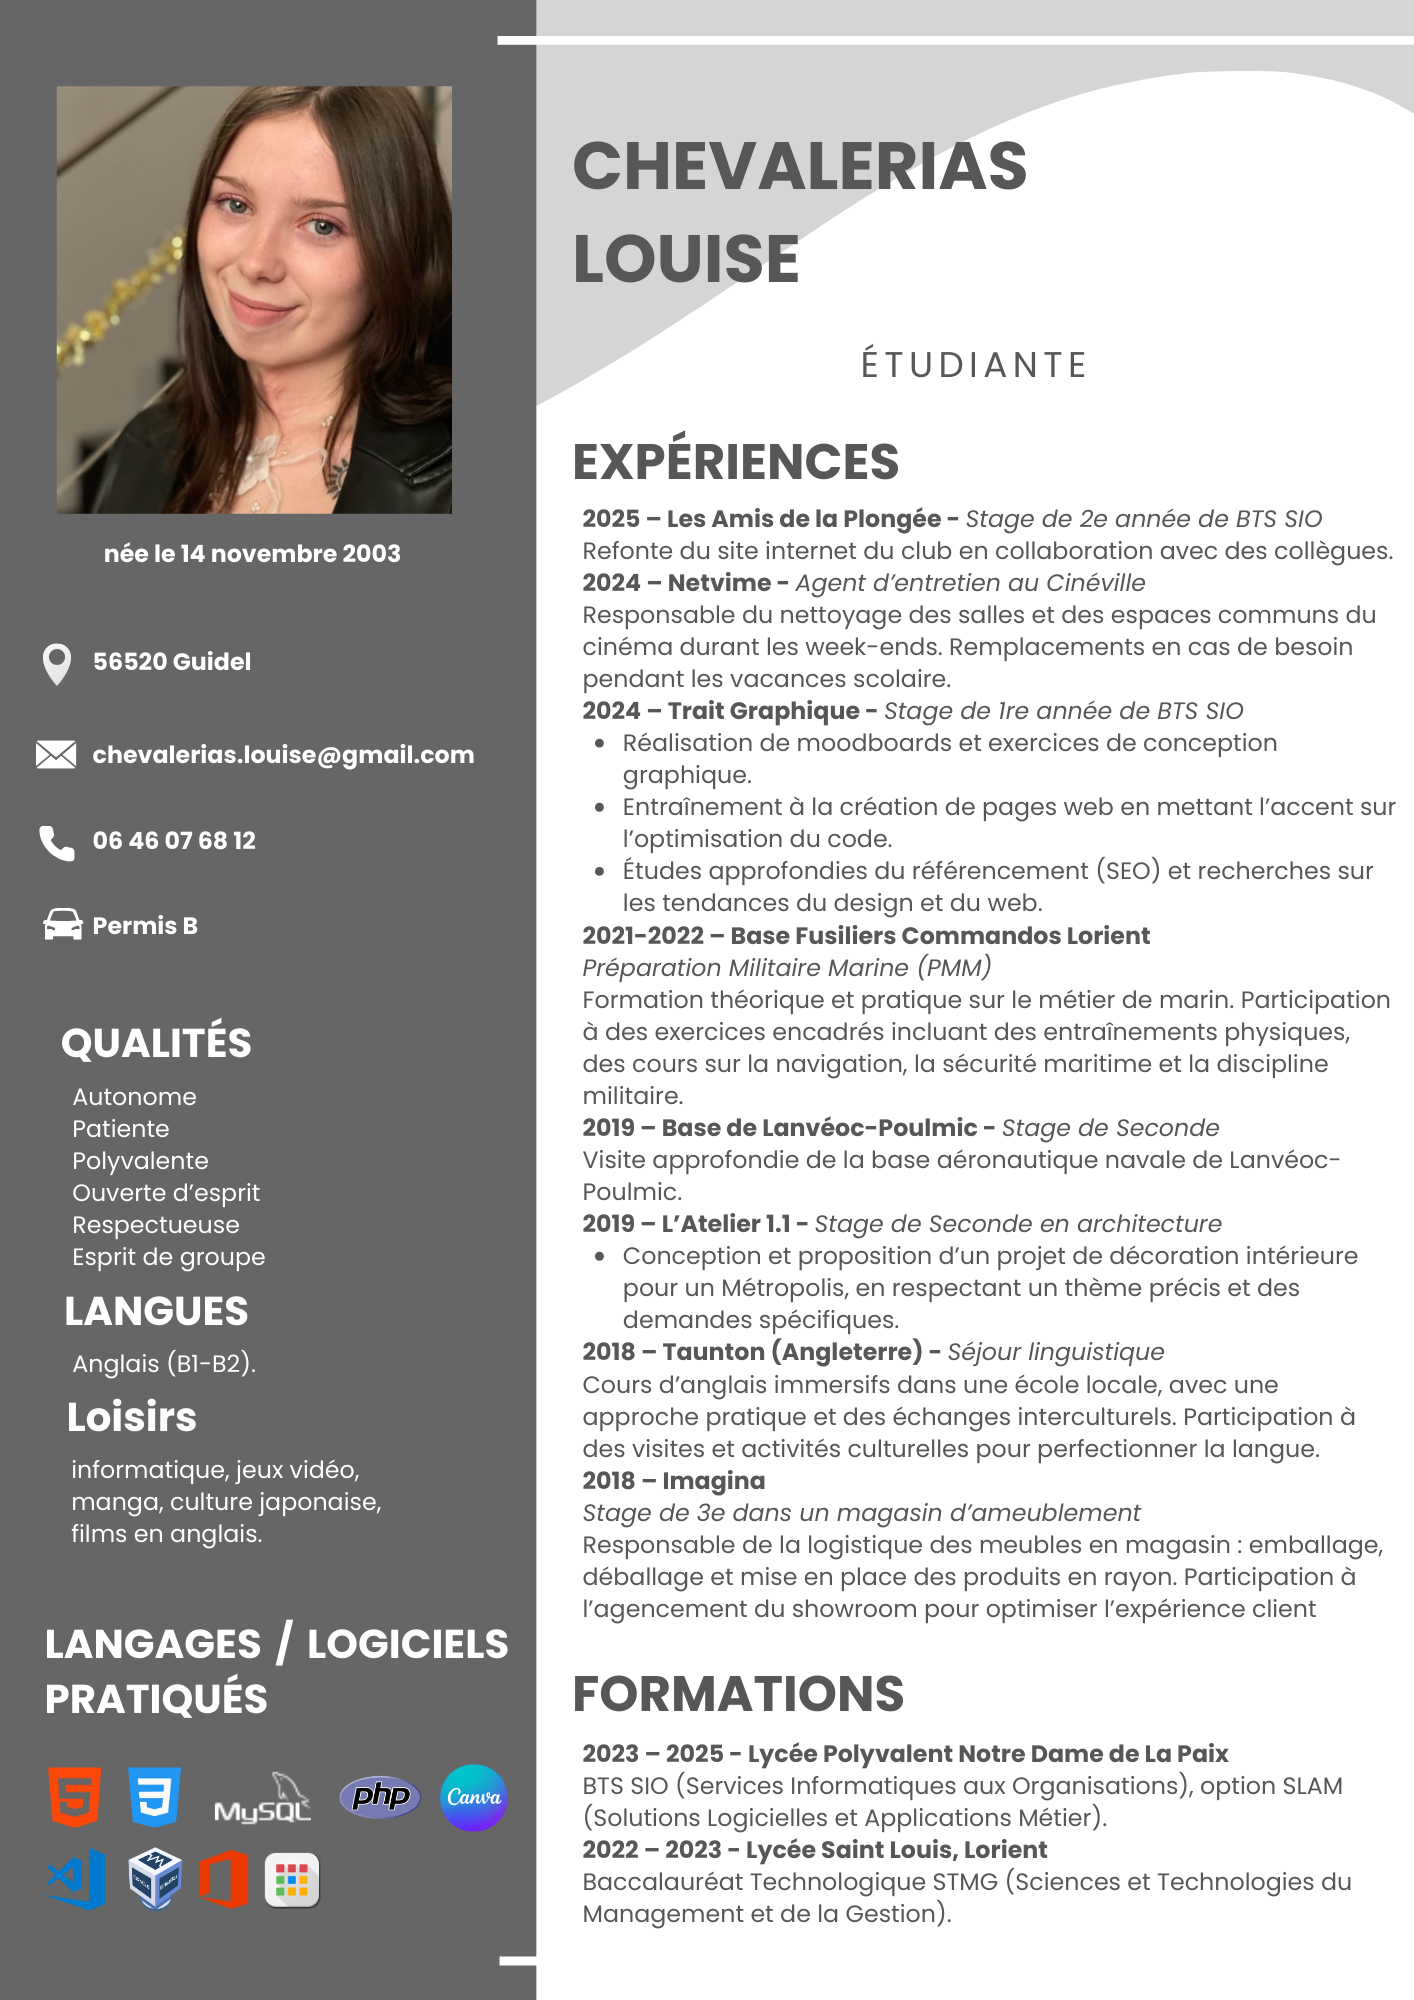 CHEVALERIAS
LOUISE
ÉTUDIANTE
née le 14 novembre 2003
56520 Guidel
chevalerias.louise@gmail.com
06 46 07 68 12
Permis B
QUALITÉS
Autonome
Patiente
Polyvalente
Ouverte d’esprit
Respectueuse
Esprit de groupe
LANGUES
Anglais (B1-B2).
Loisirs
informatique, jeux vidéo,
manga, culture japonaise,
films en anglais.
LANGAGES / LOGICIELS
PRATIQUÉS
MySQL
php
Canva
EXPÉRIENCES
2025 – Les Amis de la Plongée - Stage de 2e année de BTS SIO
Refonte du site internet du club en collaboration avec des collègues.
2024 – Netvime - Agent d’entretien au Cinéville
Responsable du nettoyage des salles et des espaces communs du
cinéma durant les week-ends. Remplacements en cas de besoin
pendant les vacances scolaire.
2024 – Trait Graphique - Stage de 1re année de BTS SIO
• Réalisation de moodboards et exercices de conception
graphique.
• Entraînement à la création de pages web en mettant l’accent sur
l’optimisation du code.
• Études approfondies du référencement (SEO) et recherches sur
les tendances du design et du web.
2021-2022 – Base Fusiliers Commandos Lorient
Préparation Militaire Marine (PMM)
Formation théorique et pratique sur le métier de marin. Participation
à des exercices encadrés incluant des entraînements physiques,
des cours sur la navigation, la sécurité maritime et la discipline
militaire.
2019 – Base de Lanvéoc-Poulmic - Stage de Seconde
Visite approfondie de la base aéronautique navale de Lanvéoc-
Poulmic.
2019 – L’Atelier 1.1 - Stage de Seconde en architecture
• Conception et proposition d’un projet de décoration intérieure
pour un Métropolis, en respectant un thème précis et des
demandes spécifiques.
2018 – Taunton (Angleterre) - Séjour linguistique
Cours d’anglais immersifs dans une école locale, avec une
approche pratique et des échanges interculturels. Participation à
des visites et activités culturelles pour perfectionner la langue.
2018 – Imagina
Stage de 3e dans un magasin d’ameublement
Responsable de la logistique des meubles en magasin : emballage,
déballage et mise en place des produits en rayon. Participation à
l’agencement du showroom pour optimiser l’expérience client
FORMATIONS
2023 – 2025 - Lycée Polyvalent Notre Dame de La Paix
BTS SIO (Services Informatiques aux Organisations), option SLAM
(Solutions Logicielles et Applications Métier).
2022 – 2023 - Lycée Saint Louis, Lorient
Baccalauréat Technologique STMG (Sciences et Technologies du
Management et de la Gestion).